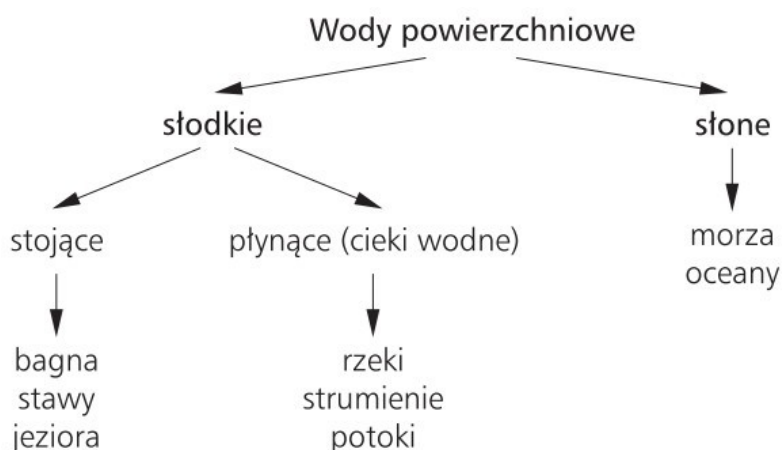 Wody powierzchniowe
słodkie
słone
stojące
płynące (cieki wodne)
morza
oceany
bagna
stawy
jeziora
rzeki
strumienie
potoki